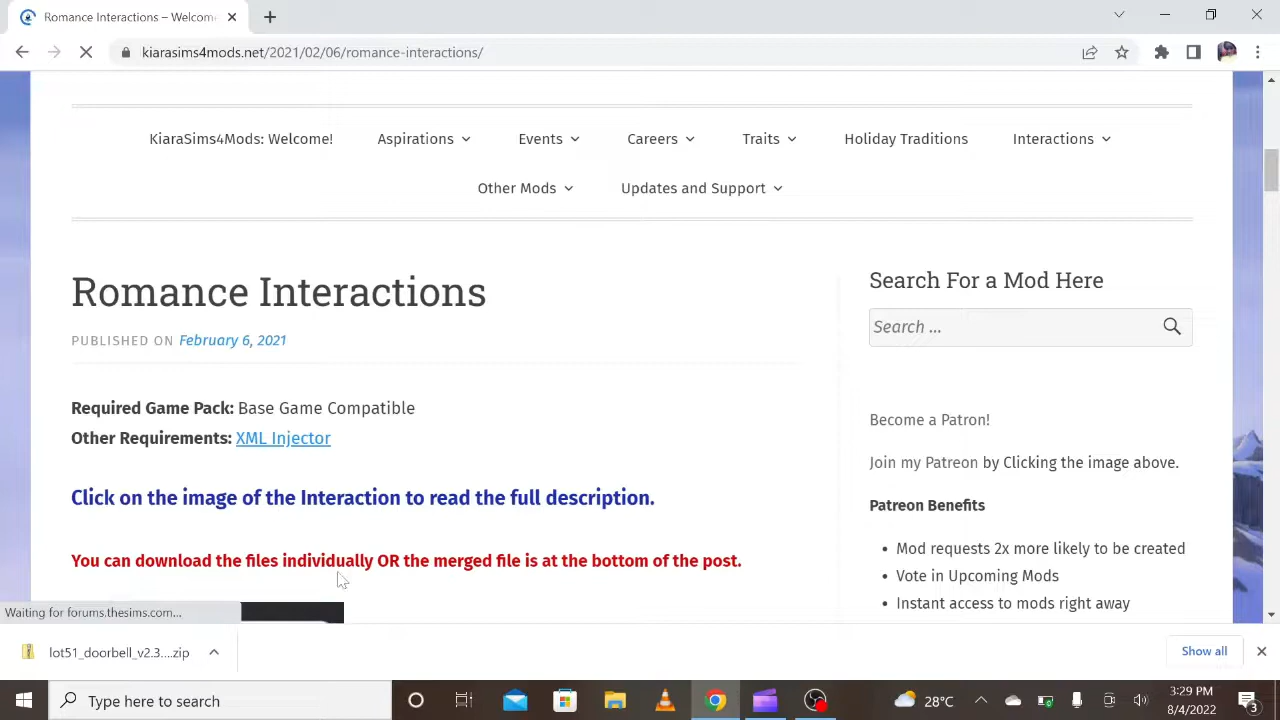 Romance Interactions – Welcome
kiarasims4mods.net/2021/02/06/romance-interactions/
KiaraSims4Mods: Welcome!
Aspirations
Events
Careers
Traits
Holiday Traditions
Interactions
Other Mods
Updates and Support
Romance Interactions
PUBLISHED ON February 6, 2021
Required Game Pack: Base Game Compatible
Other Requirements: XML Injector
Click on the image of the Interaction to read the full description.
You can download the files individually OR the merged file is at the bottom of the post.
Search For a Mod Here
Search ...
Become a Patron!
Join my Patreon by Clicking the image above.
Patreon Benefits
• Mod requests 2x more likely to be created
• Vote in Upcoming Mods
• Instant access to mods right away
Waiting for forums.thesims.com...
lot51_doorbell_v2.3....zip
Show all
Type here to search
28°C
3:29 PM
8/4/2022
3